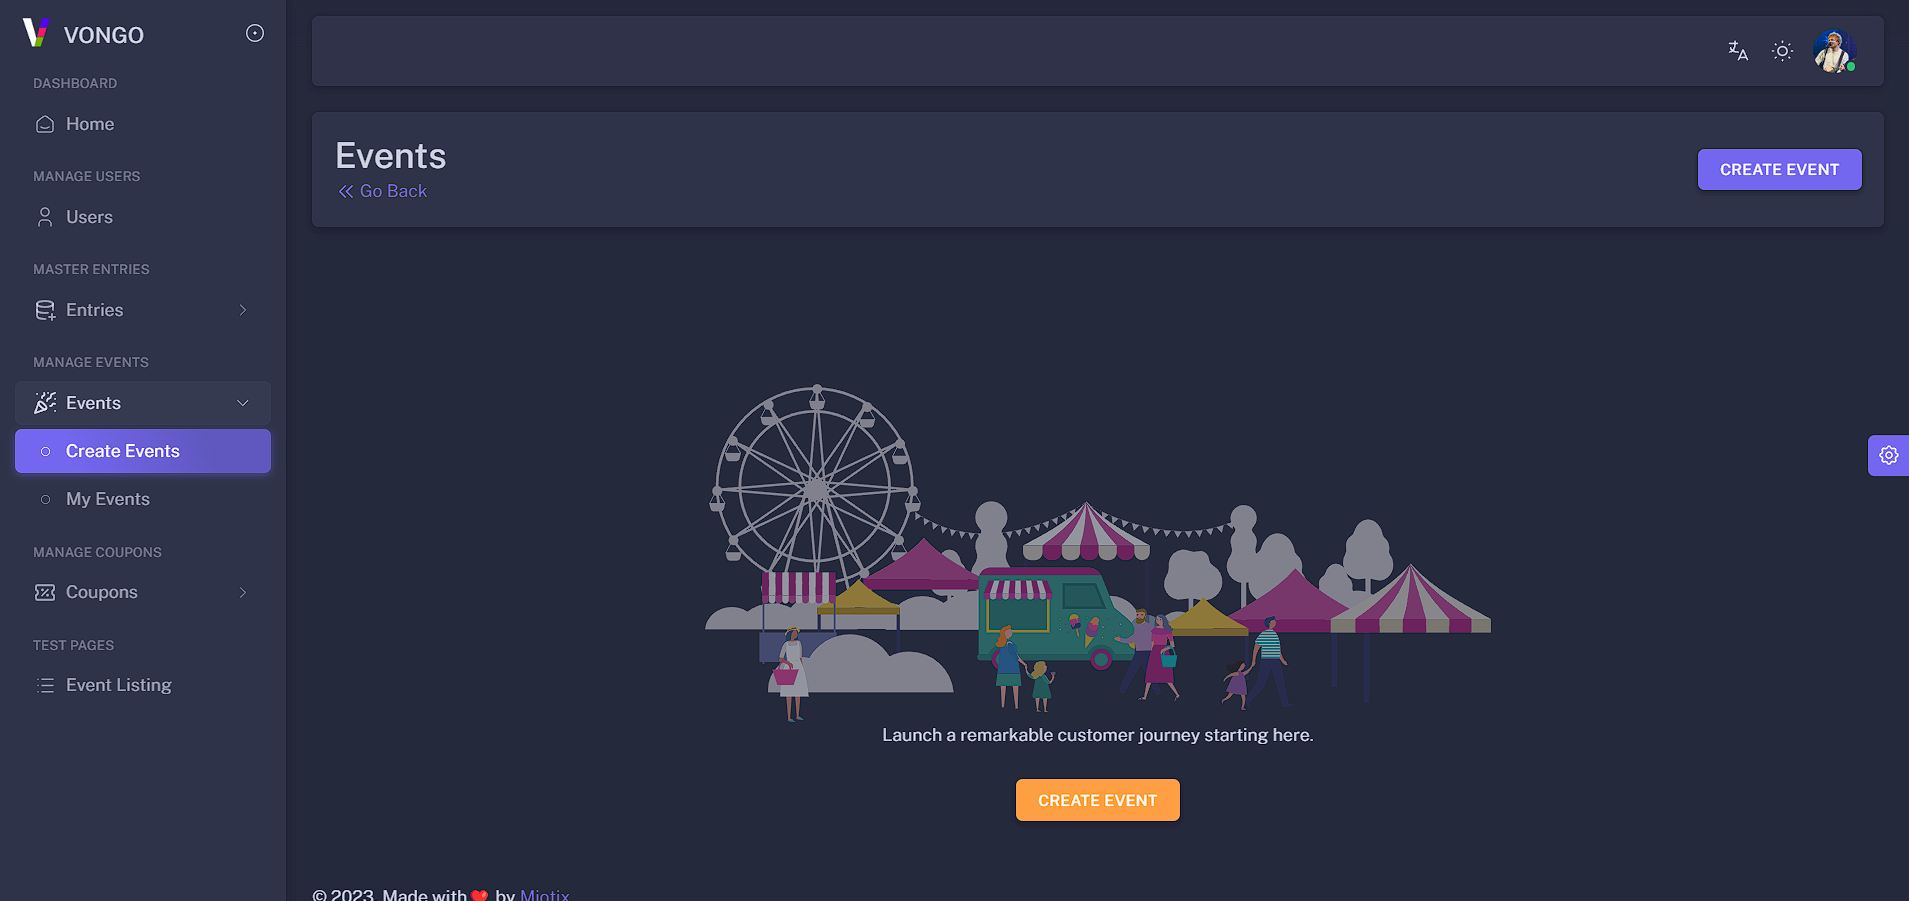 VONGO
DASHBOARD
Home
MANAGE USERS
Users
MASTER ENTRIES
Entries
MANAGE EVENTS
Events
Create Events
My Events
MANAGE COUPONS
Coupons
TEST PAGES
Event Listing
Events
Go Back
CREATE EVENT
Launch a remarkable customer journey starting here.
CREATE EVENT
© 2023, Made with ❤️ by Miotix